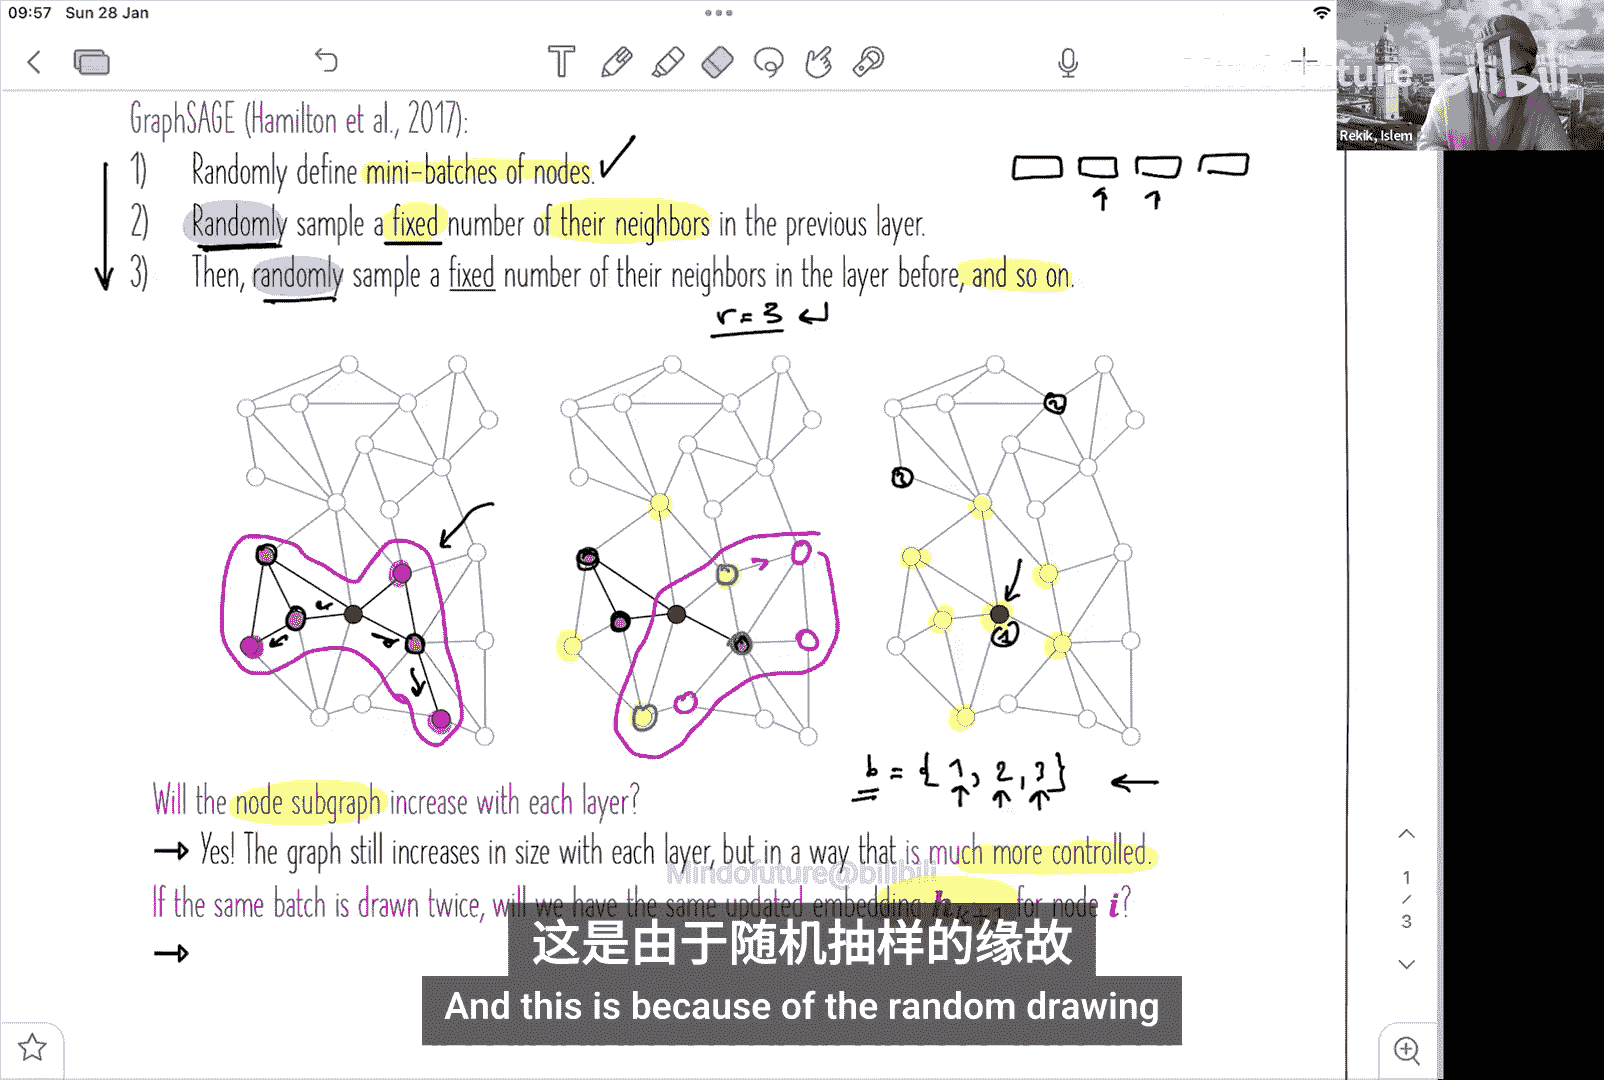 09:57 Sun 28 Jan
Rekik, Islem
GraphSAGE (Hamilton et al., 2017):
1) Randomly define mini-batches of nodes.
2) Randomly sample a fixed number of their neighbors in the previous layer.
3) Then, randomly sample a fixed number of their neighbors in the layer before, and so on.
r=3
2
2
1
b = { 1, 2, 3 }
Will the node subgraph increase with each layer?
→ Yes! The graph still increases in size with each layer, but in a way that is much more controlled.
Mindofuture@bilibili
If the same batch is drawn twice, will we have the same updated embedding for node i?
→
这是由于随机抽样的缘故
And this is because of the random drawing
1
/
3
T
ture bilibili